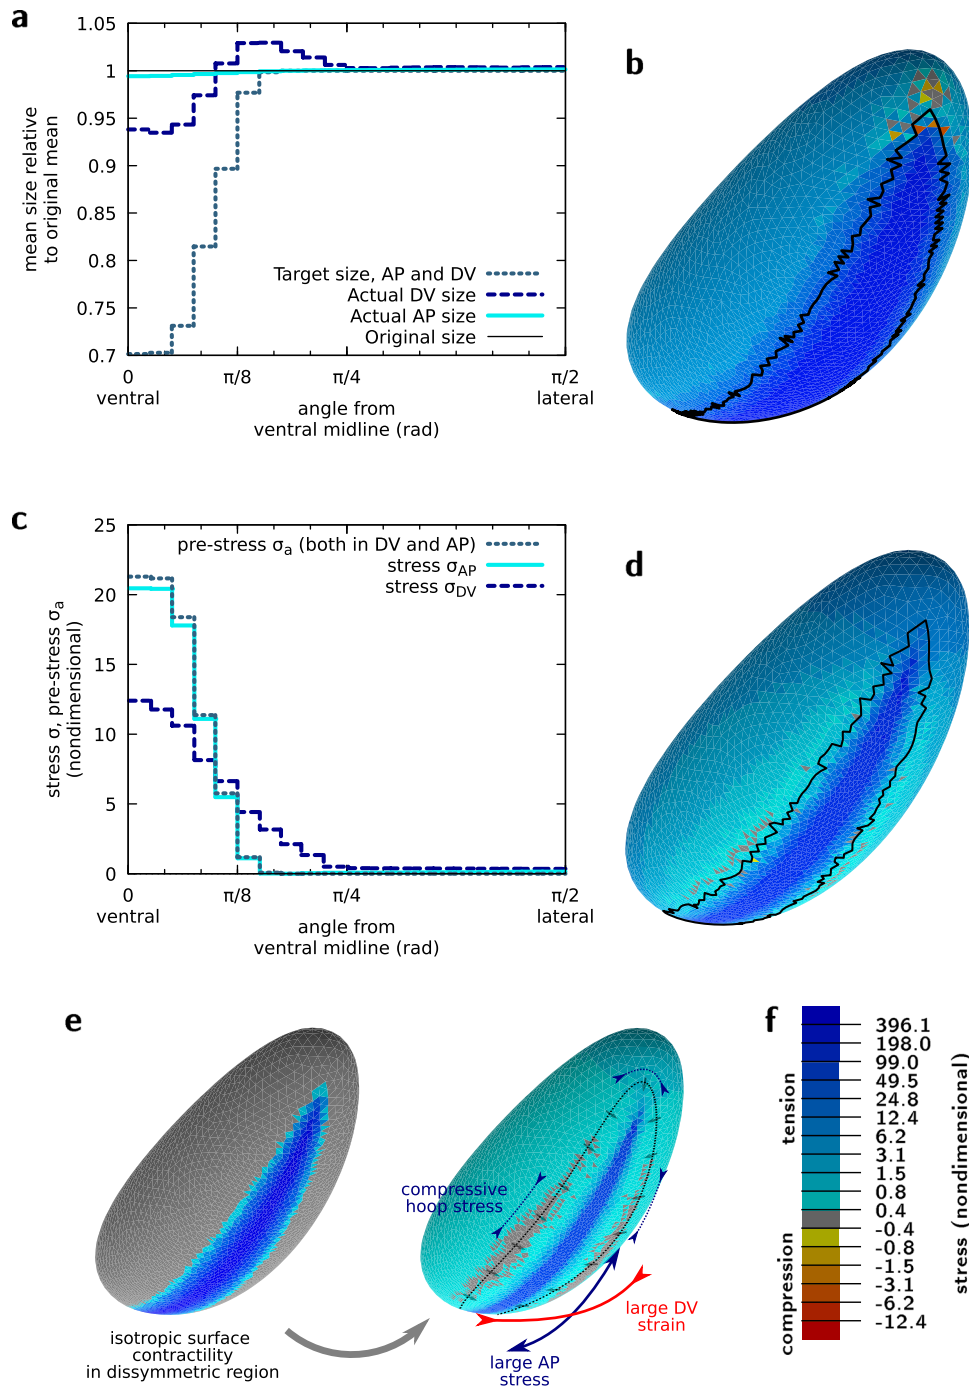 a
1.05
1
0.95
0.9
0.85
0.8
0.75
0.7
mean size relative
to original mean
Target size, AP and DV
Actual DV size
Actual AP size
Original size
0
π/8
π/4
π/2
ventral
lateral
angle from
ventral midline (rad)
b
c
25
20
15
10
5
0
stress σ, pre-stress σa
(nondimensional)
pre-stress σa (both in DV and AP)
stress σAP
stress σDV
0
π/8
π/4
π/2
ventral
lateral
angle from
ventral midline (rad)
d
e
isotropic surface
contractility
in dissymmetric region
compressive
hoop stress
large DV
strain
large AP
stress
f
tension
compression
396.1
198.0
99.0
49.5
24.8
12.4
6.2
3.1
1.5
0.8
0.4
-0.4
-0.8
-1.5
-3.1
-6.2
-12.4
stress (nondimensional)